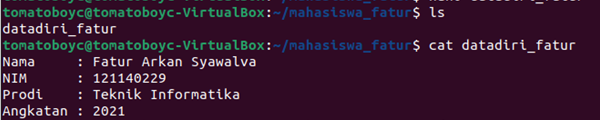 tomatoboyc@tomatoboyc-VirtualBox:~/mahasiswa_fatur$ ls
datadiri_fatur
tomatoboyc@tomatoboyc-VirtualBox:~/mahasiswa_fatur$ cat datadiri_fatur
Nama     : Fatur Arkan Syawalva
NIM      : 121140229
Prodi    : Teknik Informatika
Angkatan : 2021